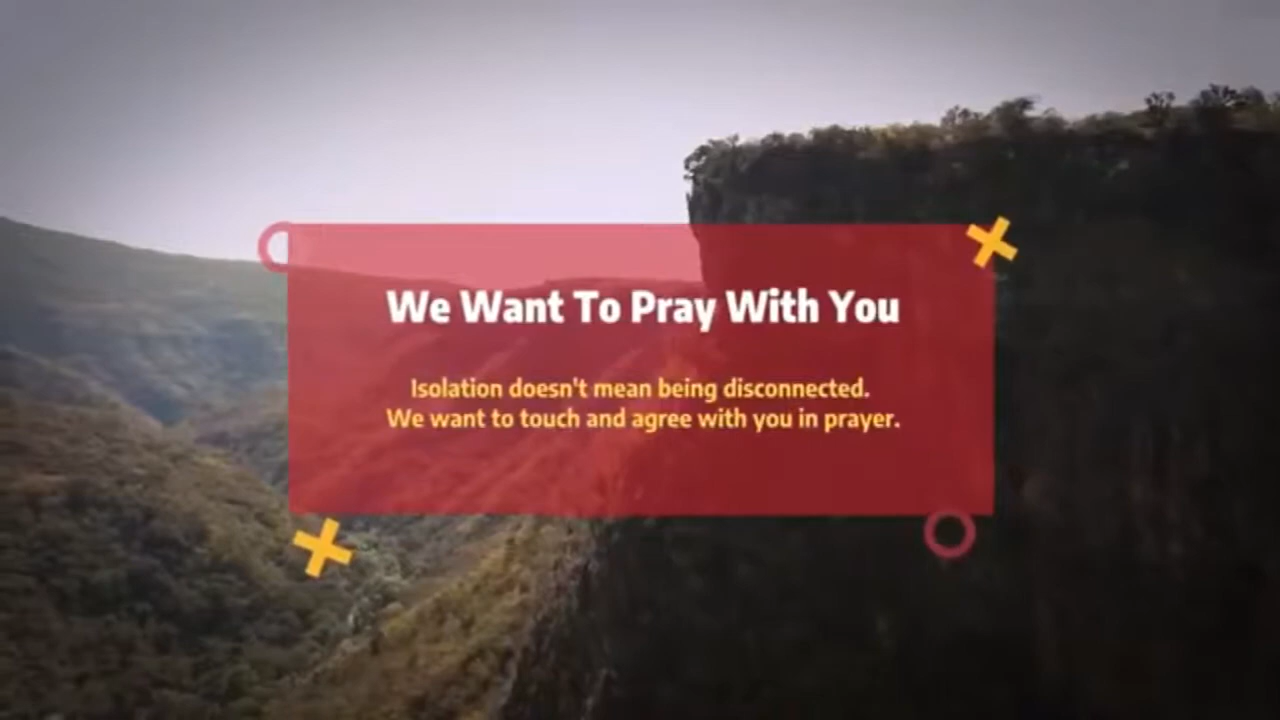 We Want To Pray With You
Isolation doesn't mean being disconnected.
We want to touch and agree with you in prayer.